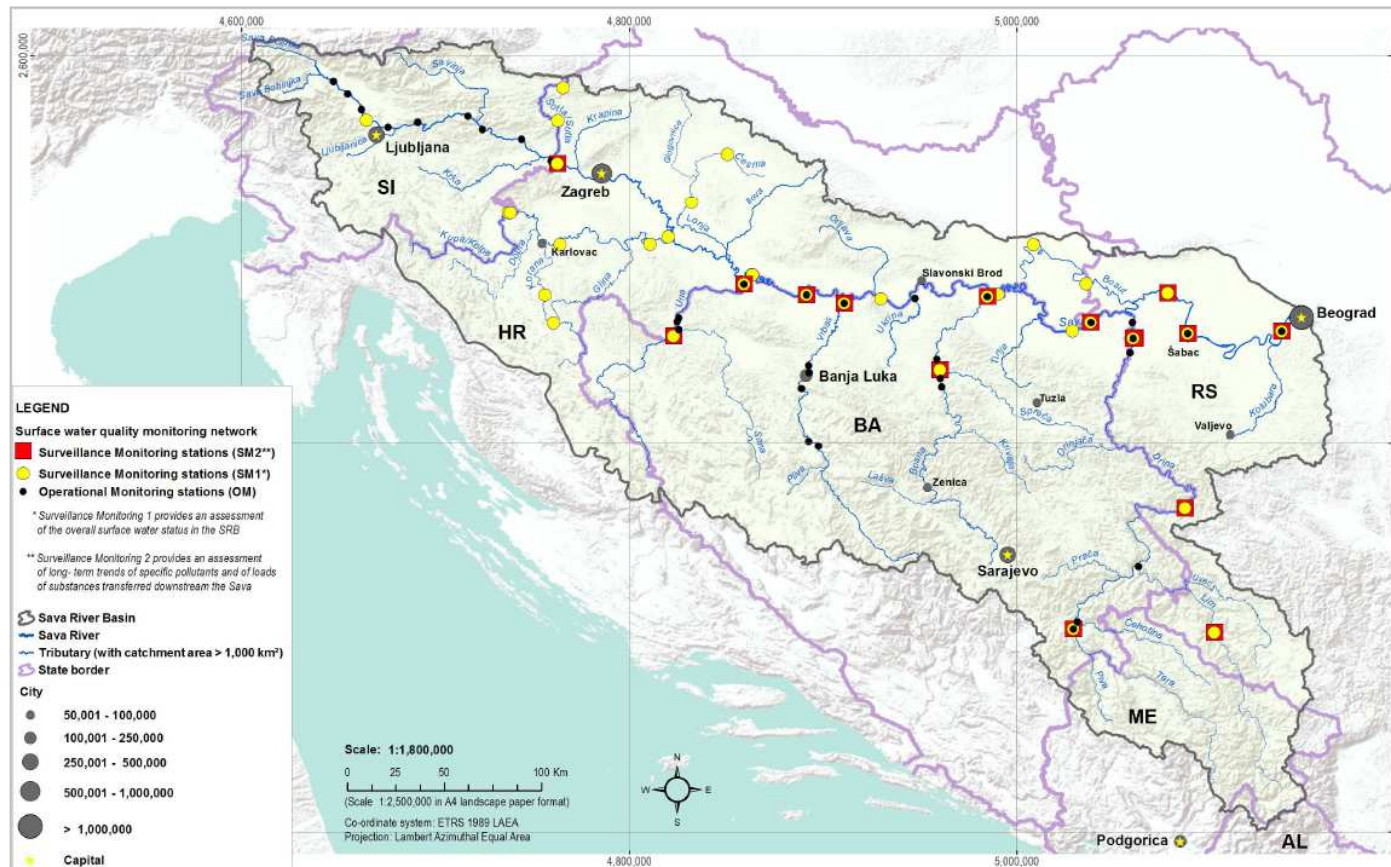 4,600,000
4,800,000
5,000,000
2,600,000
Sava Bohinjka
Savinja
Ljubljanica
Ljubljana
SI
Krka
Sotla/Sutla
Krapina
Zagreb
Glogovnica
Česma
Ilova
Lonja
Kupa/Kolpa
Dobra
Karlovac
Korana
Glina
HR
Una
Orljava
Slavonski Brod
Ukrina
Vrbas
Banja Luka
BA
Sana
Pliva
Lašva
Bosna
Zenica
Krivaja
Tinja
Tuzla
Spreča
Drinjača
Drina
Bosut
Sava
Šabac
Beograd
RS
Kolubara
Valjevo
Sarajevo
Prača
Uvac
Lim
Ćehotina
Tara
Piva
ME
Podgorica
AL
LEGEND
Surface water quality monitoring network
Surveillance Monitoring stations (SM2**)
Surveillance Monitoring stations (SM1*)
Operational Monitoring stations (OM)
* Surveillance Monitoring 1 provides an assessment
of the overall surface water status in the SRB
** Surveillance Monitoring 2 provides an assessment
of long- term trends of specific pollutants and of loads
of substances transferred downstream the Sava
Sava River Basin
Sava River
Tributary (with catchment area > 1,000 km²)
State border
City
50,001 - 100,000
100,001 - 250,000
250,001 - 500,000
500,001 - 1,000,000
> 1,000,000
Capital
Scale: 1:1,800,000
0 25 50 100 Km
(Scale 1:2,500,000 in A4 landscape paper format)
Co-ordinate system: ETRS 1989 LAEA
Projection: Lambert Azimuthal Equal Area
N
W E
S
4,800,000
5,000,000